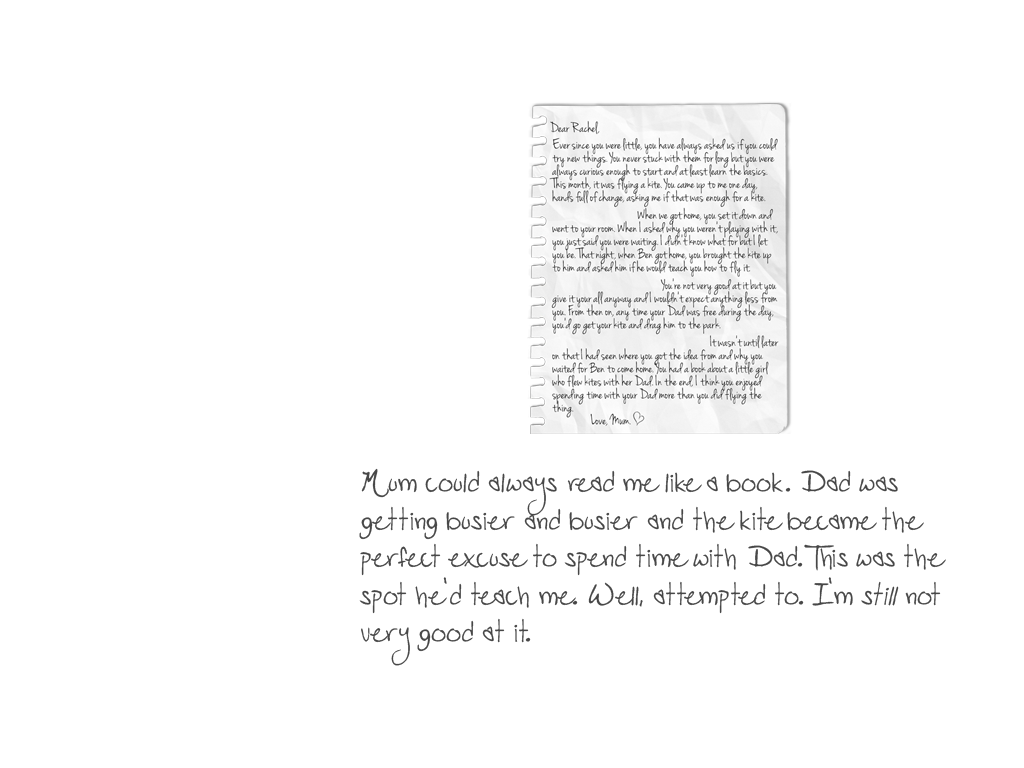 Dear Rachel,
Ever since you were little, you have always asked us if you could
try new things. You never stuck with them for long but you were
always curious enough to start and at least learn the basics.
This month, it was flying a kite. You came up to me one day,
hands full of change, asking me if that was enough for a kite.
When we got home, you set it down and
went to your room. When I asked why you weren't playing with it,
you just said you were waiting. I didn't know what for but I let
you be. That night, when Ben got home, you brought the kite up
to him and asked him if he would teach you how to fly it.
You're not very good at it but you
give it your all anyway and I wouldn't expect anything less from
you. From then on, any time your Dad was free during the day,
you'd go get your kite and drag him to the park.
It wasn't until later
on that I had seen where you got the idea from and why you
waited for Ben to come home. You had a book about a little girl
who flew kites with her Dad. In the end, I think you enjoyed
spending time with your Dad more than you did flying the
thing.
Love, Mum ♡
Mum could always read me like a book. Dad was
getting busier and busier and the kite became the
perfect excuse to spend time with Dad. This was the
spot he'd teach me. Well, attempted to. I'm still not
very good at it.